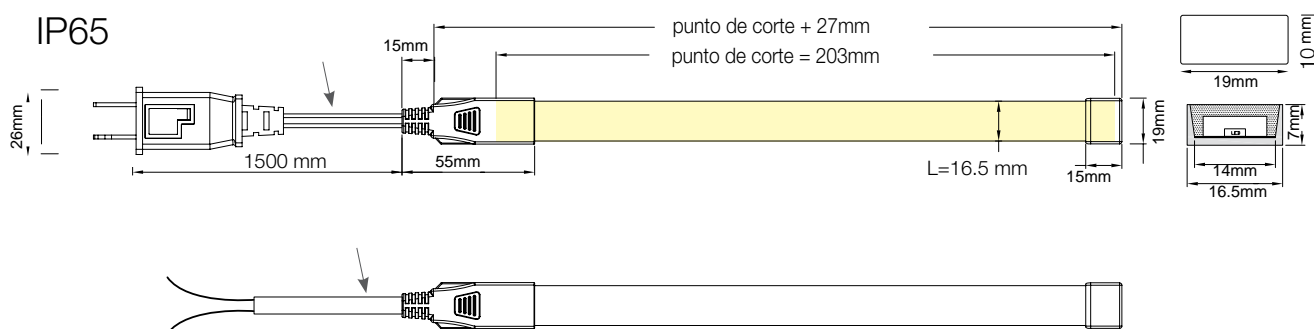 IP65
punto de corte + 27mm
15mm
punto de corte = 203mm
10 mm
19mm
26mm
19mm
7mm
1500 mm
55mm
L=16.5 mm
15mm
14mm
16.5mm